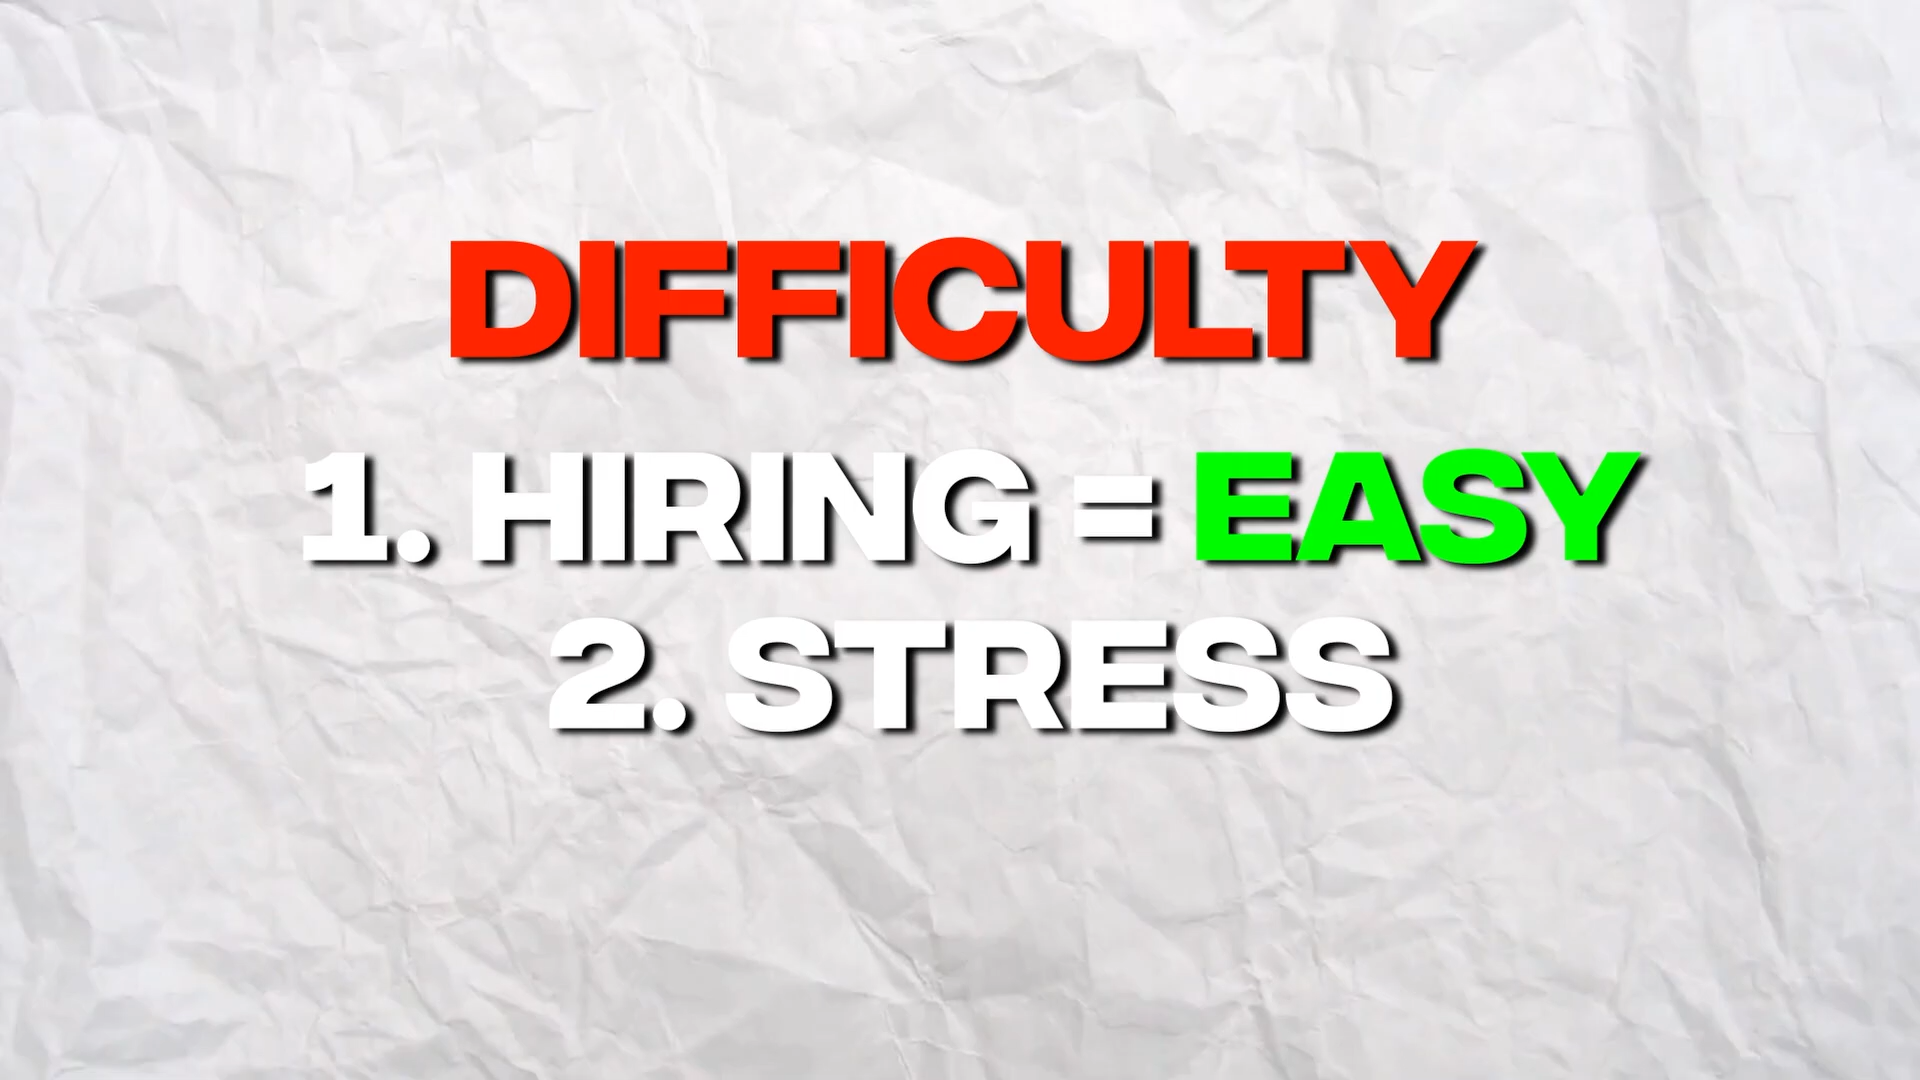 DIFFICULTY
1. HIRING = EASY
2. STRESS